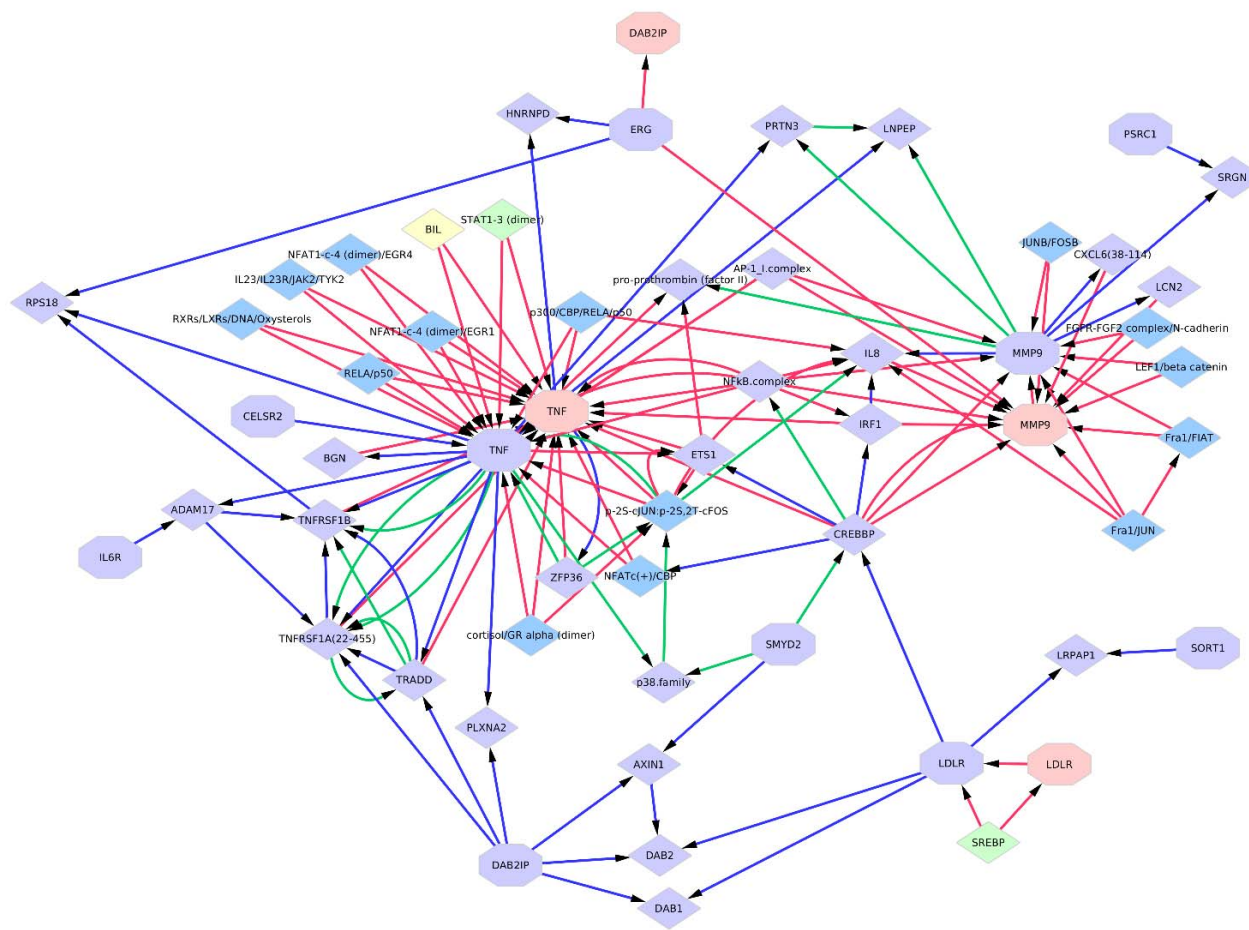 DAB2IP
HNRNPD
ERG
PRTN3
LNPEP
PSRC1
SRGN
STAT1-3 (dimer)
BIL
NFAT1-c-4 (dimer)/EGR4
JUNB/FOSB
CXCL6(38-114)
IL23/IL23R/JAK2/TYK2
pro-prothrombin (factor II)
AP-1_I.complex
LCN2
RPS18
RXRs/LXRs/DNA/Oxysterols
p300/CBP/RELA/p50
NFAT1-c-4 (dimer)/EGR1
FGFR-FGF2 complex/N-cadherin
IL8
MMP9
LEF1/beta catenin
RELA/p50
NFkB.complex
CELSR2
TNF
IRF1
MMP9
Fra1/FIAT
TNF
BGN
ETS1
ADAM17
TNFRSF1B
p-2S-cJUN:p-2S,2T-cFOS
CREBBP
Fra1/JUN
IL6R
ZFP36
NFATc(+)/CBP
TNFRSF1A(22-455)
cortisol/GR alpha (dimer)
SMYD2
LRPAP1
SORT1
TRADD
p38.family
PLXNA2
AXIN1
LDLR
LDLR
SREBP
DAB2
DAB2IP
DAB1